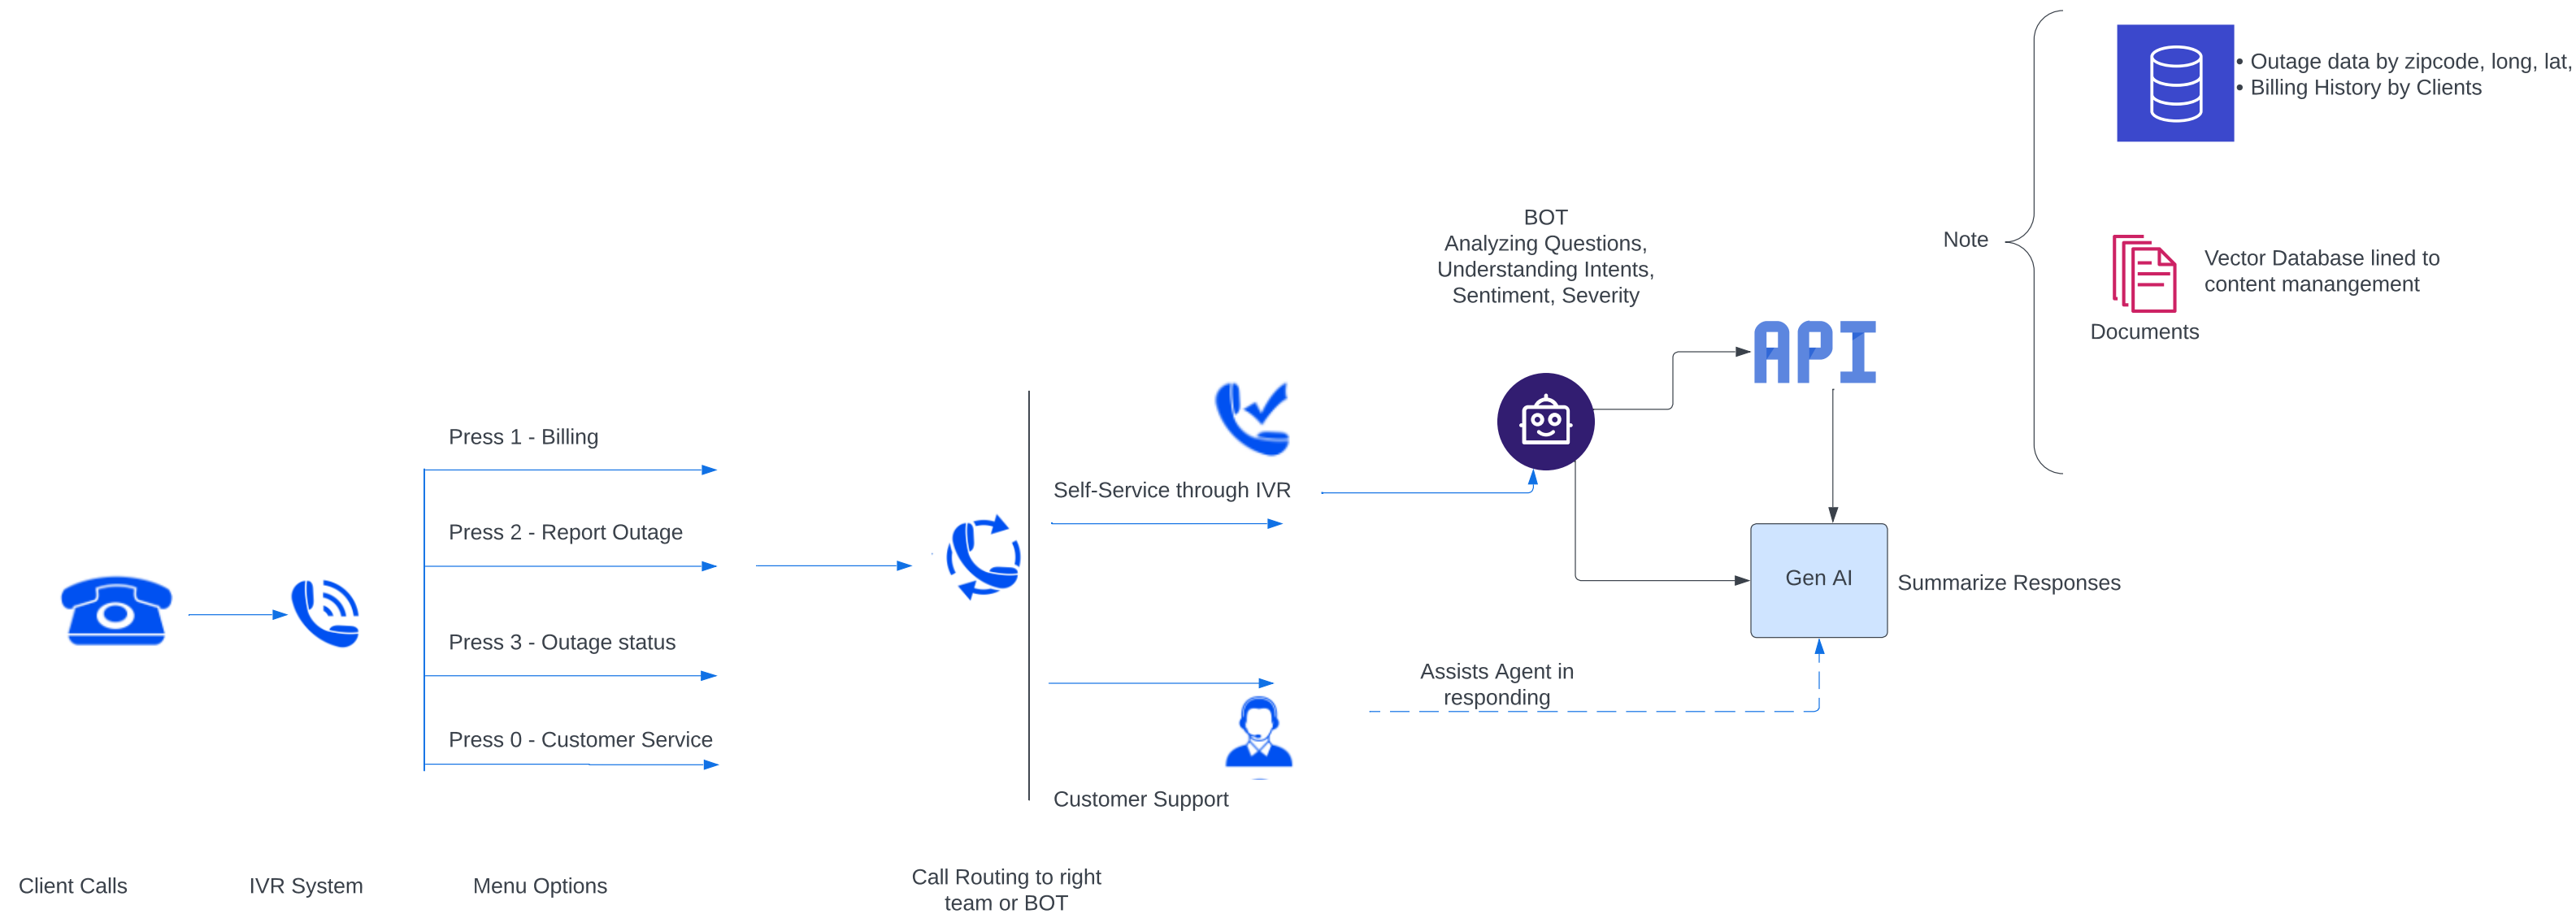 • Outage data by zipcode, long, lat,
• Billing History by Clients
Note
Vector Database lined to
content manangement
Documents
BOT
Analyzing Questions,
Understanding Intents,
Sentiment, Severity
API
Press 1 - Billing
Press 2 - Report Outage
Press 3 - Outage status
Press 0 - Customer Service
Self-Service through IVR
Gen AI
Summarize Responses
Assists Agent in
responding
Customer Support
Client Calls
IVR System
Menu Options
Call Routing to right
team or BOT